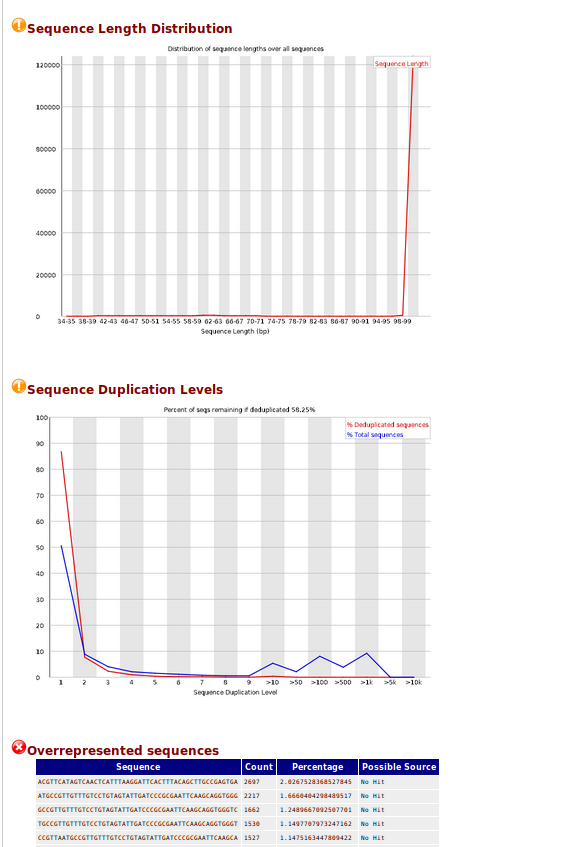 Sequence Length Distribution
Distribution of sequence lengths over all sequences
Sequence Length
120000
100000
80000
60000
40000
20000
0
34-35 38-39 42-43 46-47 50-51 54-55 58-59 62-63 66-67 70-71 74-75 78-79 82-83 86-87 90-91 94-95 98-99
Sequence Length (bp)
Sequence Duplication Levels
Percent of seqs remaining if deduplicated 58.25%
% Deduplicated sequences
% Total sequences
100
90
80
70
60
50
40
30
20
10
0
1 2 3 4 5 6 7 8 9 >10 >50 >100 >500 >1k >5k >10k
Sequence Duplication Level
Overrepresented sequences
Sequence Count Percentage Possible Source
ACGTTCATAGTCAACTCATTTAAGGATTCACTTTACAGCTTGCCGAGTGA 2697 2.0267528368527845 No Hit
ATGCCGTTGTTTGTCCTGTAGTATTGATCCCGCGAATTCAAGCAGGTGGG 2217 1.6660404298489517 No Hit
GCCGTTGTTTGTCCTGTAGTATTGATCCCGCGAATTCAAGCAGGTGGGTC 1662 1.2489667092507701 No Hit
TGCCGTTGTTTGTCCTGTAGTATTGATCCCGCGAATTCAAGCAGGTGGGT 1530 1.1497707973247162 No Hit
CCGTTAATGCCGTTGTTTGTCCTGTAGTATTGATCCCGCGAATTCAAGCA 1527 1.1475163447809422 No Hit